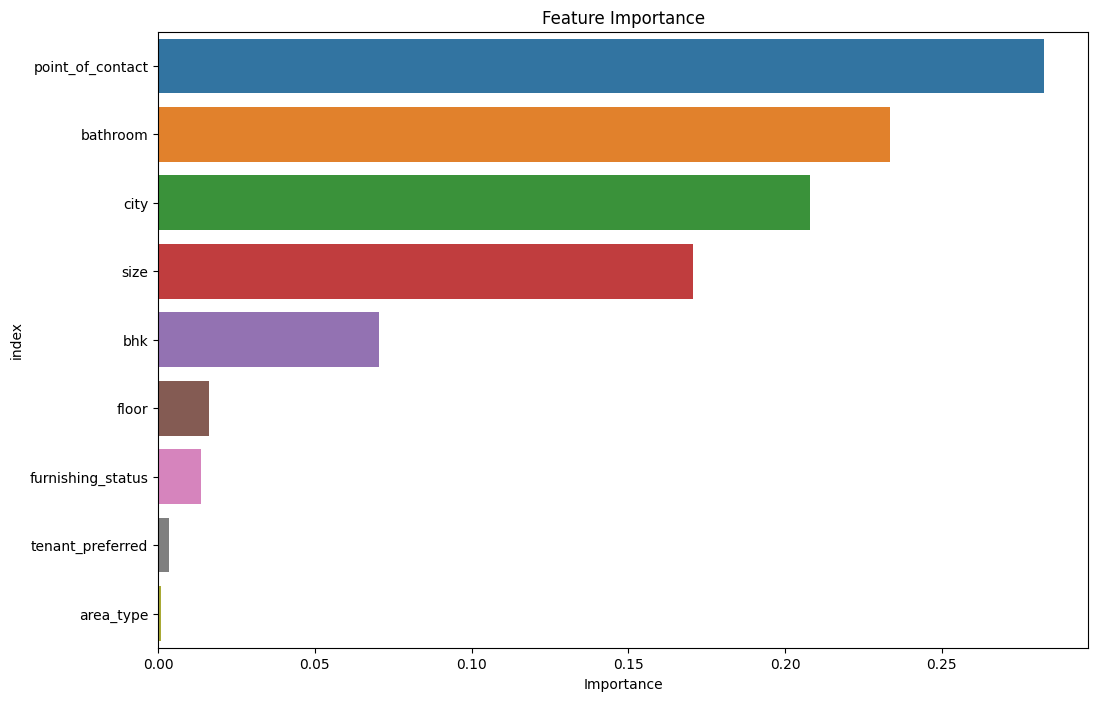 Feature Importance
point_of_contact
bathroom
city
size
bhk
floor
furnishing_status
tenant_preferred
area_type
index
0.00 0.05 0.10 0.15 0.20 0.25
Importance